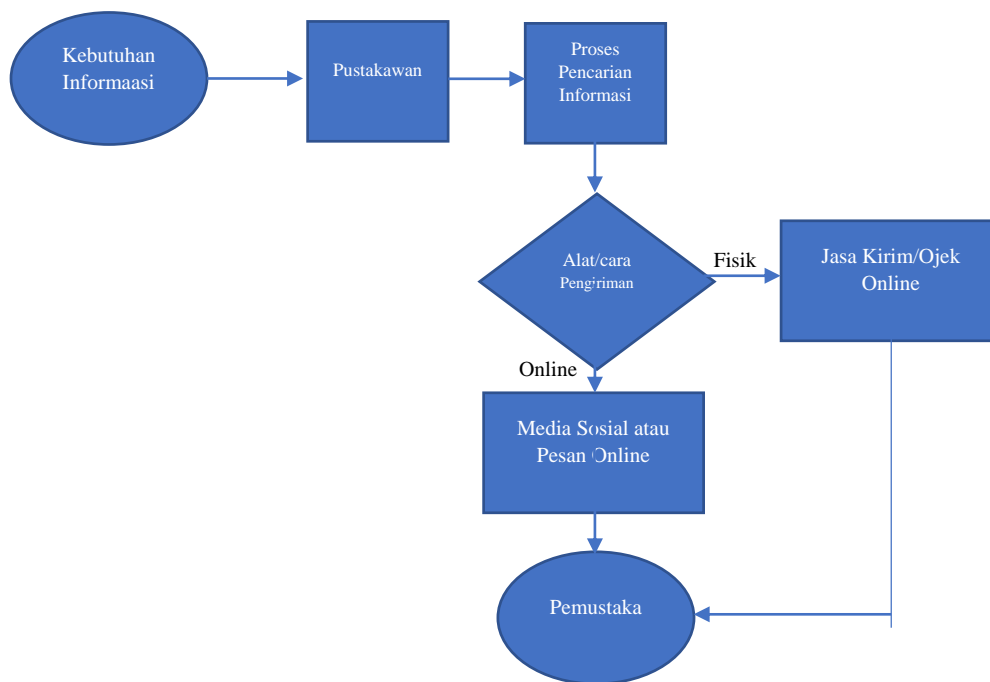 Kebutuhan
Informaasi
Pustakawan
Proses
Pencarian
Informasi
Alat/cara
Pengiriman
Fisik
Jasa Kirim/Ojek
Online
Online
Media Sosial atau
Pesan Online
Pemustaka